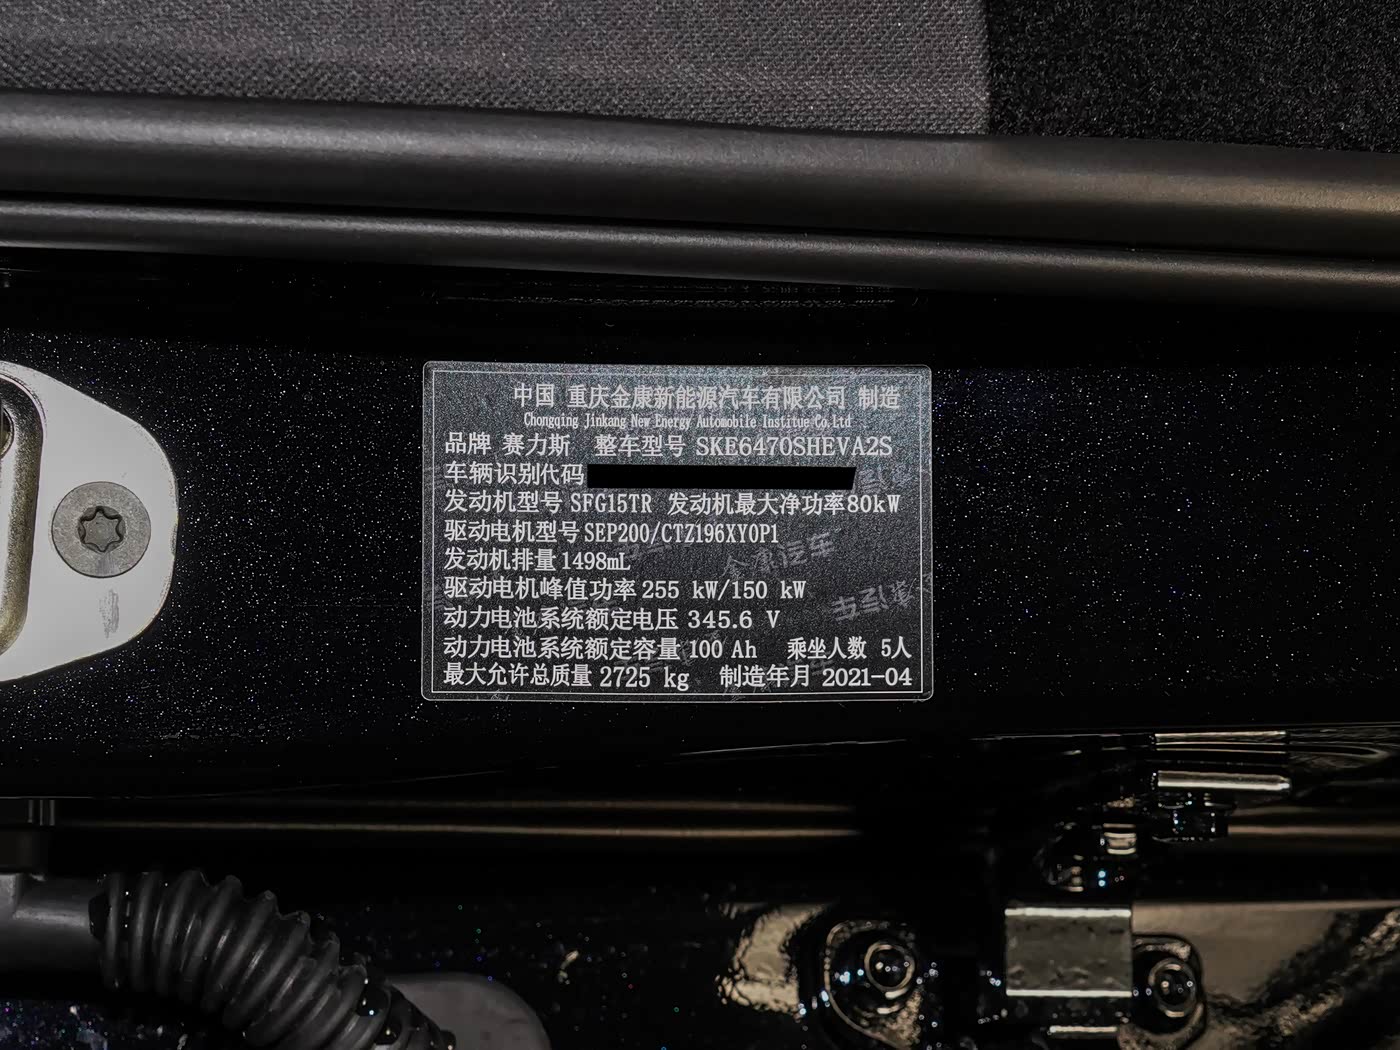 中国 重庆金康新能源汽车有限公司 制造
Chongqing Jinkang New Energy Automobile Institue Co.Ltd
品牌 赛力斯 整车型号 SKE6470SHEVA2S
车辆识别代码
发动机型号 SFG15TR 发动机最大净功率80kW
驱动电机型号 SEP200/CTZ196XY0P1
发动机排量 1498mL
驱动电机峰值功率 255 kW/150 kW
动力电池系统额定电压 345.6 V
动力电池系统额定容量 100 Ah 乘坐人数 5人
最大允许总质量 2725 kg 制造年月 2021-04
金康汽车